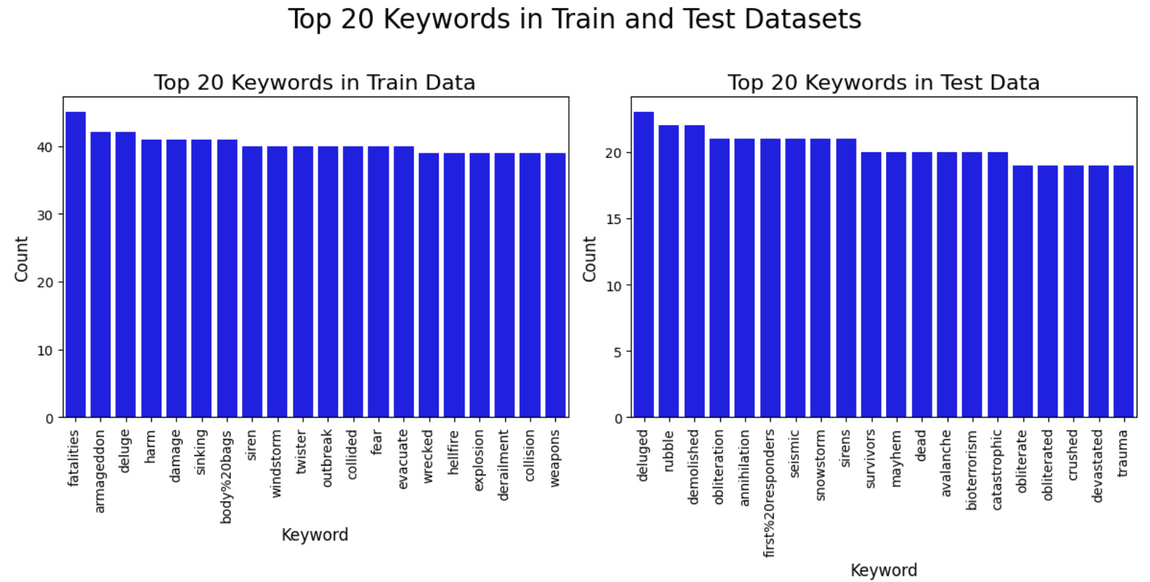 Top 20 Keywords in Train and Test Datasets
Top 20 Keywords in Train Data
Count
40
30
20
10
0
fatalities
armageddon
deluge
harm
damage
sinking
body%20bags
siren
windstorm
twister
outbreak
collided
fear
evacuate
wrecked
hellfire
explosion
derailment
collision
weapons
Keyword
Top 20 Keywords in Test Data
Count
20
15
10
5
0
deluged
rubble
demolished
obliteration
annihilation
first%20responders
seismic
snowstorm
sirens
survivors
mayhem
dead
avalanche
bioterrorism
catastrophic
obliterate
obliterated
crushed
devastated
trauma
Keyword